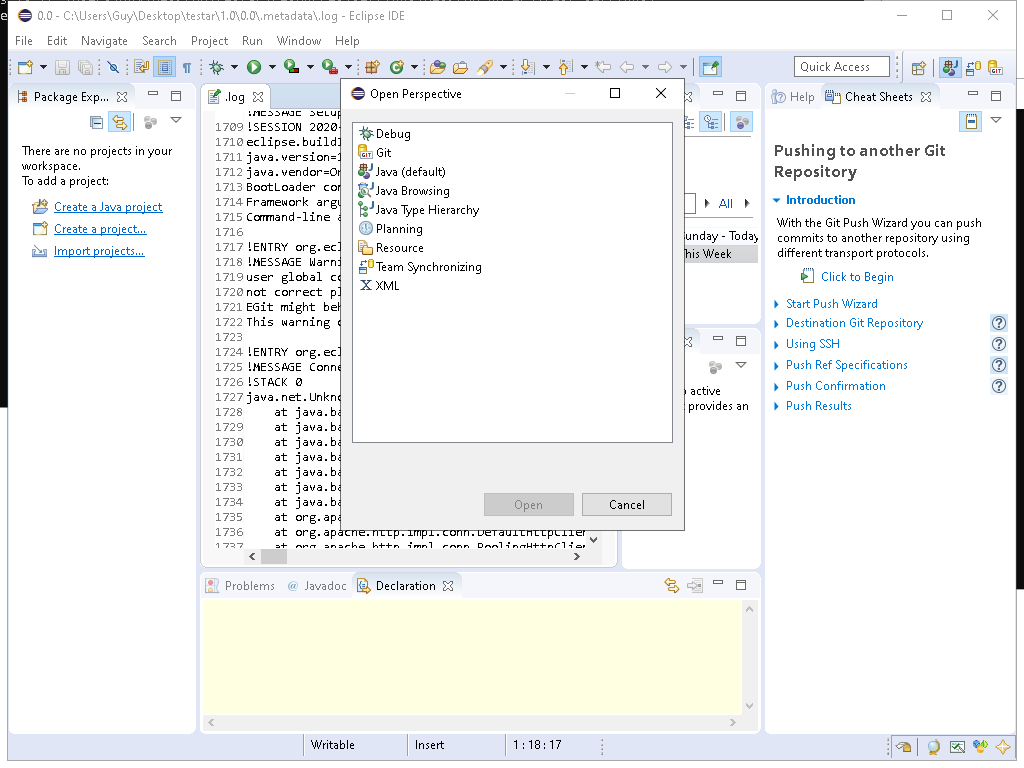 0.0 - C:\Users\Guy\Desktop\testar\1.0\0.0\.metadata\.log - Eclipse IDE
File Edit Navigate Search Project Run Window Help
Quick Access
Package Exp...
There are no projects in your
workspace.
To add a project:
Create a Java project
Create a project...
Import projects...
.log
!MESSAGE Setup
1709 !SESSION 2020-
1710 eclipse.buildI
1711 java.version=1
1712 java.vendor=Or
1713 BootLoader con
1714 Framework argu
1715 Command-line a
1716
1717 !ENTRY org.ecl
1718 !MESSAGE Warni
1719 user global co
1720 not correct pl
1721 EGit might beh
1722 This warning c
1723
1724 !ENTRY org.ecl
1725 !MESSAGE Conne
1726 !STACK 0
1727 java.net.Unkno
1728 at java.ba
1729 at java.ba
1730 at java.ba
1731 at java.ba
1732 at java.ba
1733 at java.ba
1734 at java.ba
1735 at org.apa
1736 at org.apache.http.impl.conn.DefaultHttpClien
1737 at org.apache.http.impl.conn.PoolingHttpClien
Open Perspective
Debug
Git
Java (default)
Java Browsing
Java Type Hierarchy
Planning
Resource
Team Synchronizing
XML
Open
Cancel
All
Sunday - Today
This Week
active
provides an
Help
Cheat Sheets
Pushing to another Git
Repository
Introduction
With the Git Push Wizard you can push
commits to another repository using
different transport protocols.
Click to Begin
Start Push Wizard
Destination Git Repository
Using SSH
Push Ref Specifications
Push Confirmation
Push Results
Problems @ Javadoc Declaration
Writable
Insert
1 : 18 : 17